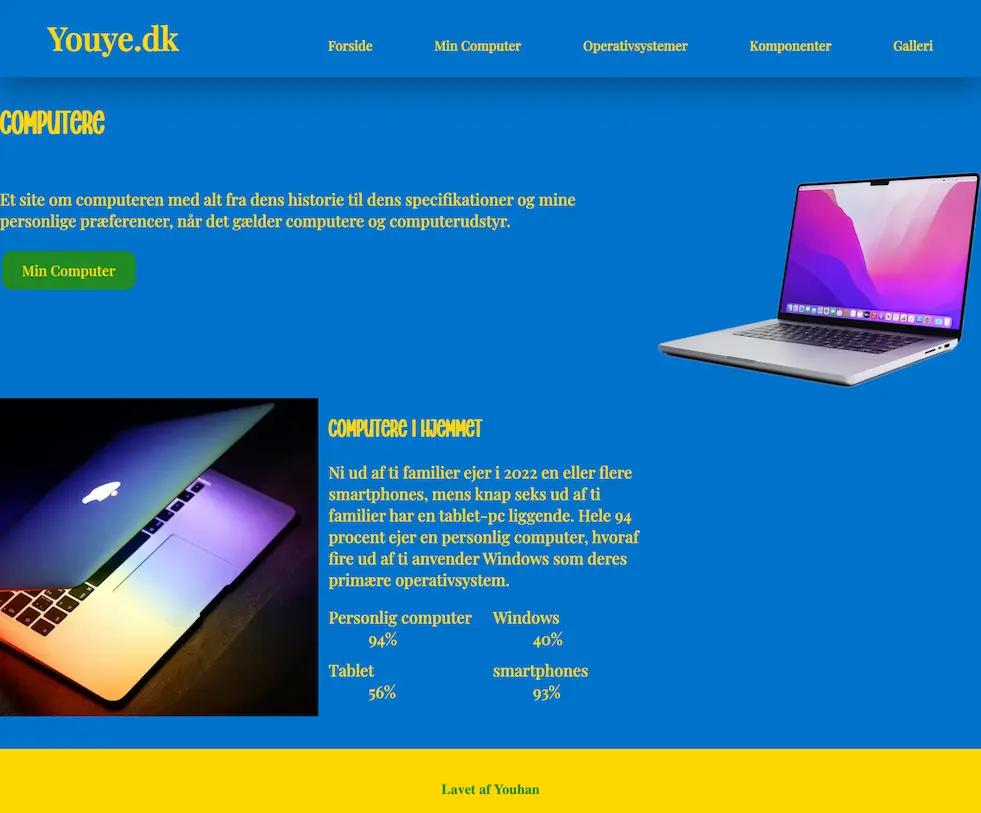 Youye.dk
Forside
Min Computer
Operativsystemer
Komponenter
Galleri
Computere
Et site om computeren med alt fra dens historie til dens specifikationer og mine
personlige præferencer, når det gælder computere og computerudstyr.
Min Computer
Computere i hjemmet
Ni ud af ti familier ejer i 2022 en eller flere
smartphones, mens knap seks ud af ti
familier har en tablet-pc liggende. Hele 94
procent ejer en personlig computer, hvoraf
fire ud af ti anvender Windows som deres
primære operativsystem.
Personlig computer
94%
Windows
40%
Tablet
56%
smartphones
93%
Lavet af Youhan